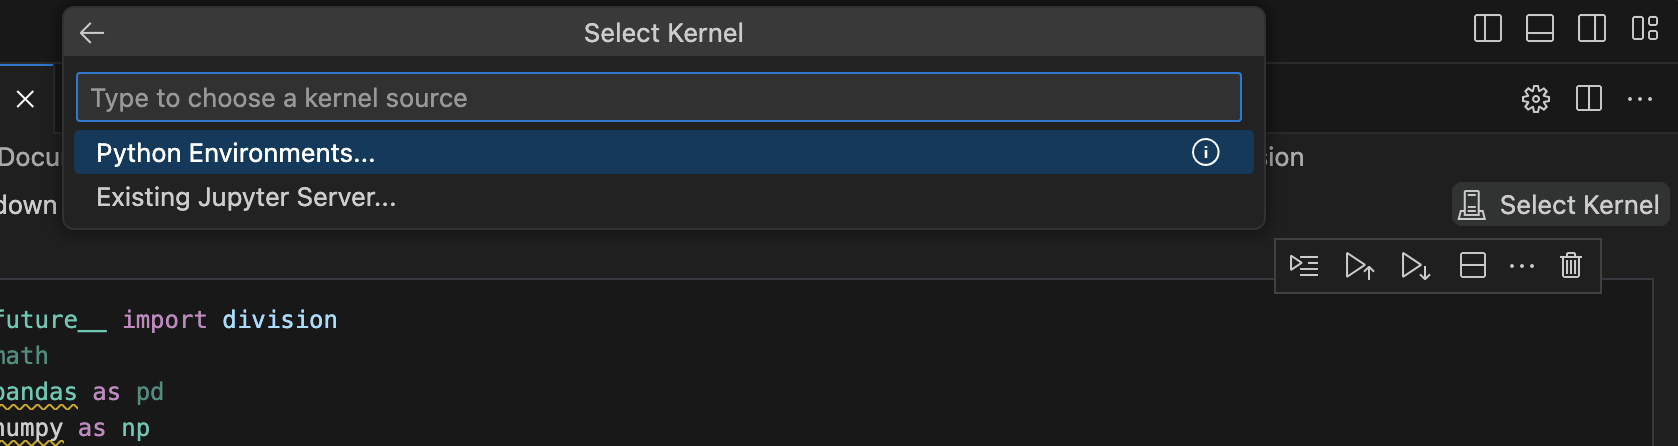 Select Kernel
Type to choose a kernel source
Python Environments...
Existing Jupyter Server...
Docu
ion
down
Select Kernel
future__ import division
math
pandas as pd
numpy as np